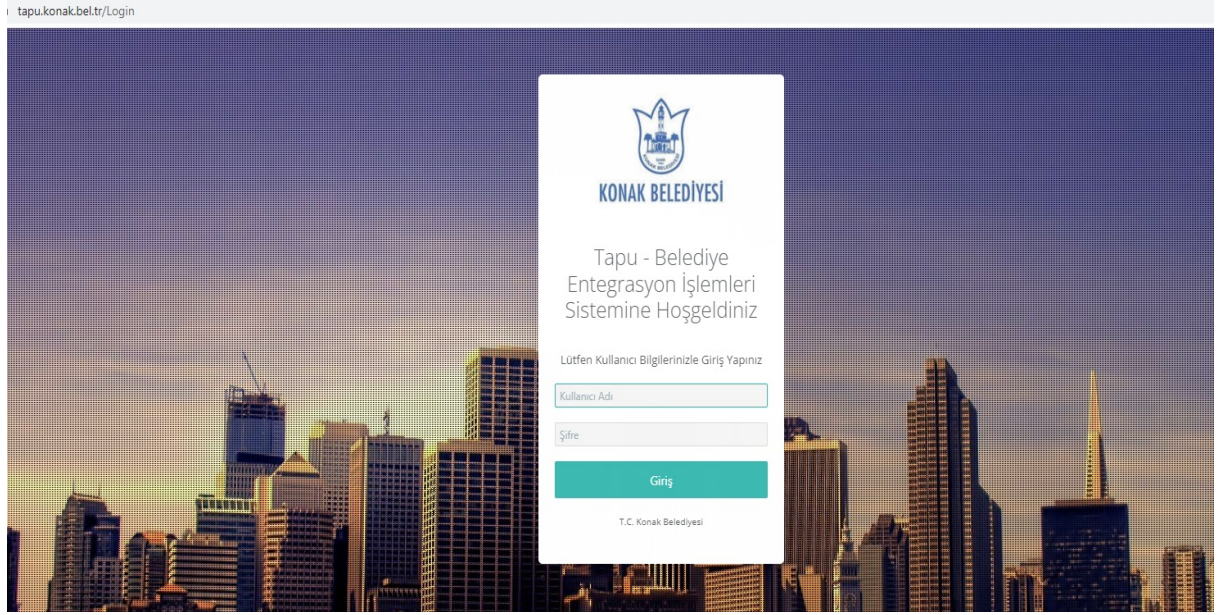 tapu.konak.bel.tr/Login
KONAK BELEDİYESİ
Tapu - Belediye
Entegrasyon İşlemleri
Sistemine Hoşgeldiniz
Lütfen Kullanıcı Bilgilerinizle Giriş Yapınız
Kullanıcı Adı
Şifre
Giriş
T.C. Konak Belediyesi